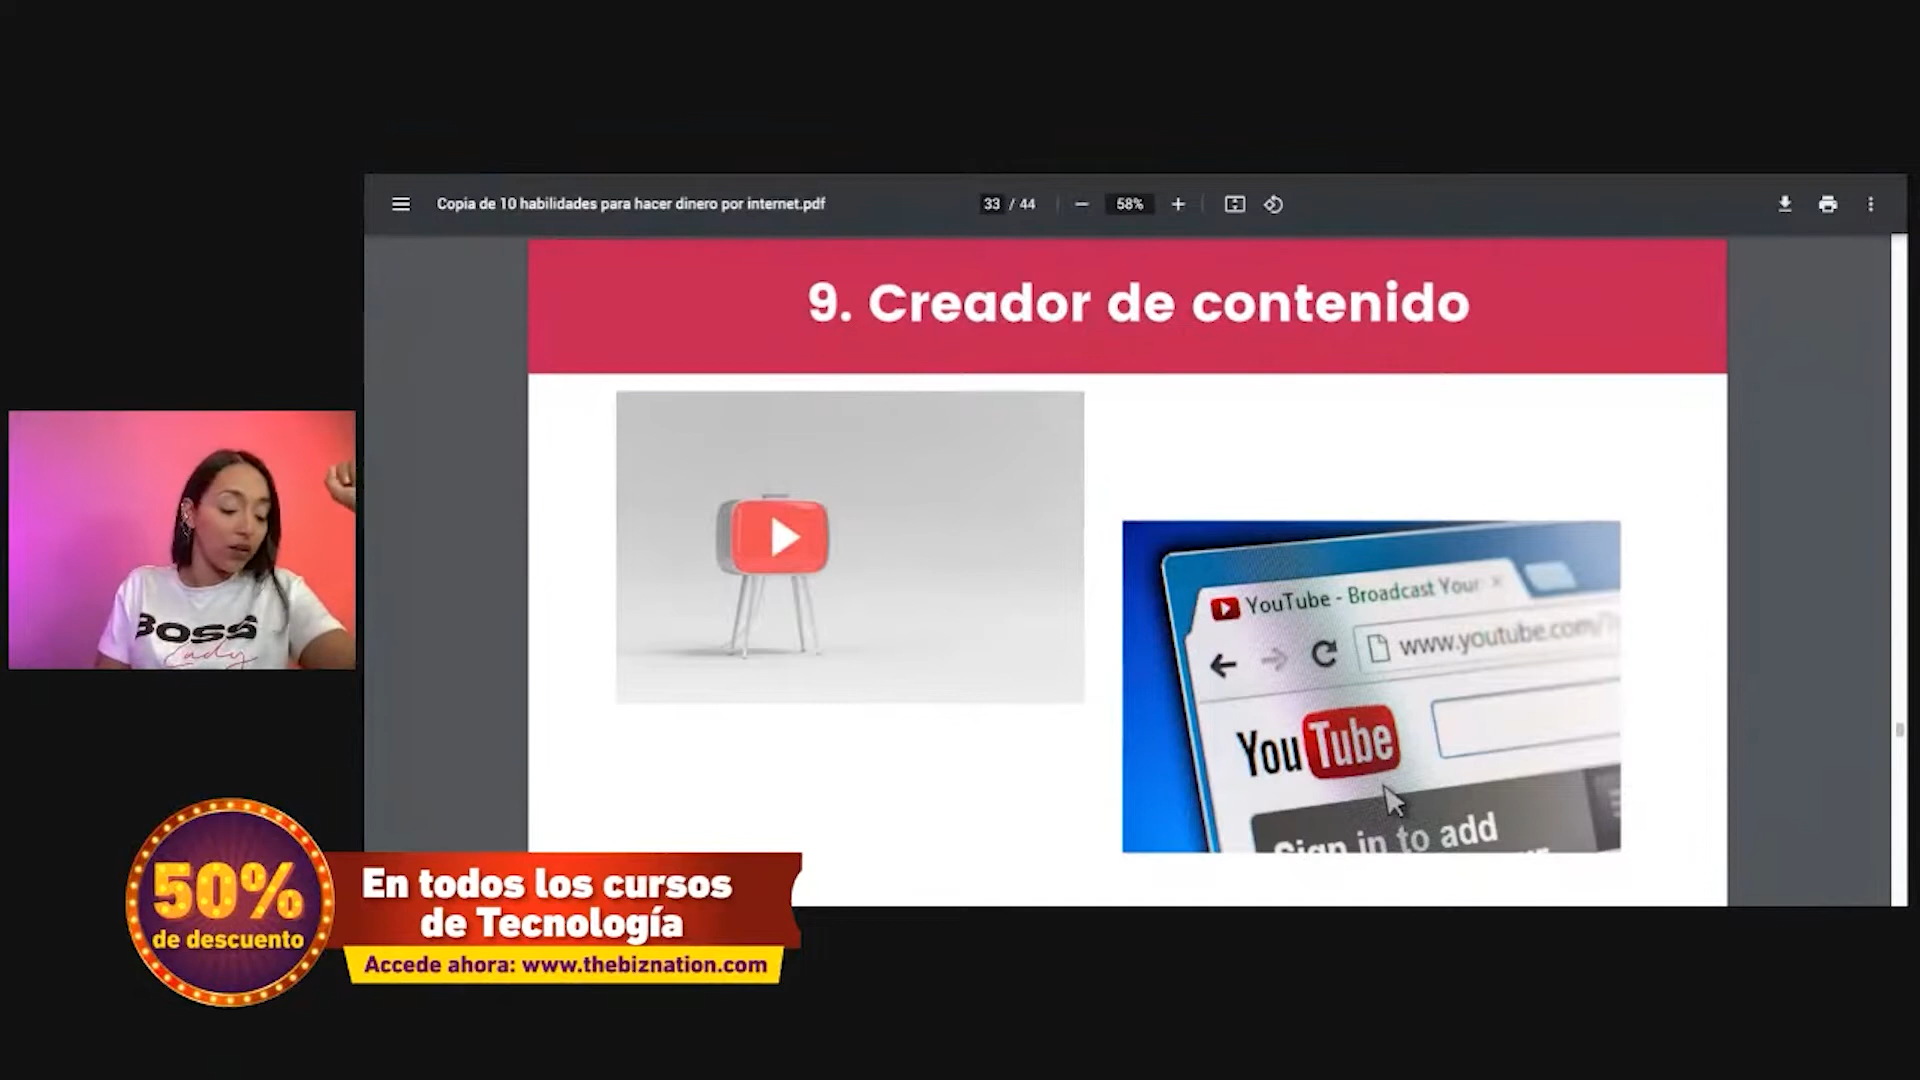 Copia de 10 habilidades para hacer dinero por internet.pdf
33 / 44
58%
9. Creador de contenido
YouTube - Broadcast Your
www.youtube.com/
YouTube
Sign in to add
BOSS
Lady
50%
de descuento
En todos los cursos
de Tecnología
Accede ahora: www.thebiznation.com